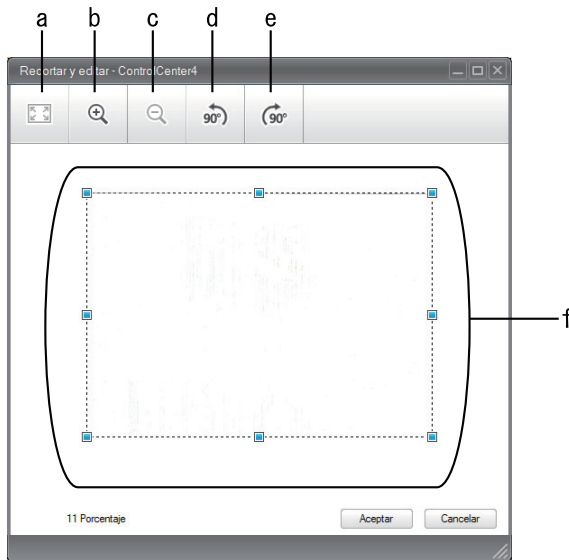 a b c d e
Recortar y editar - ControlCenter4
90° 90°
f
11 Porcentaje
Aceptar Cancelar